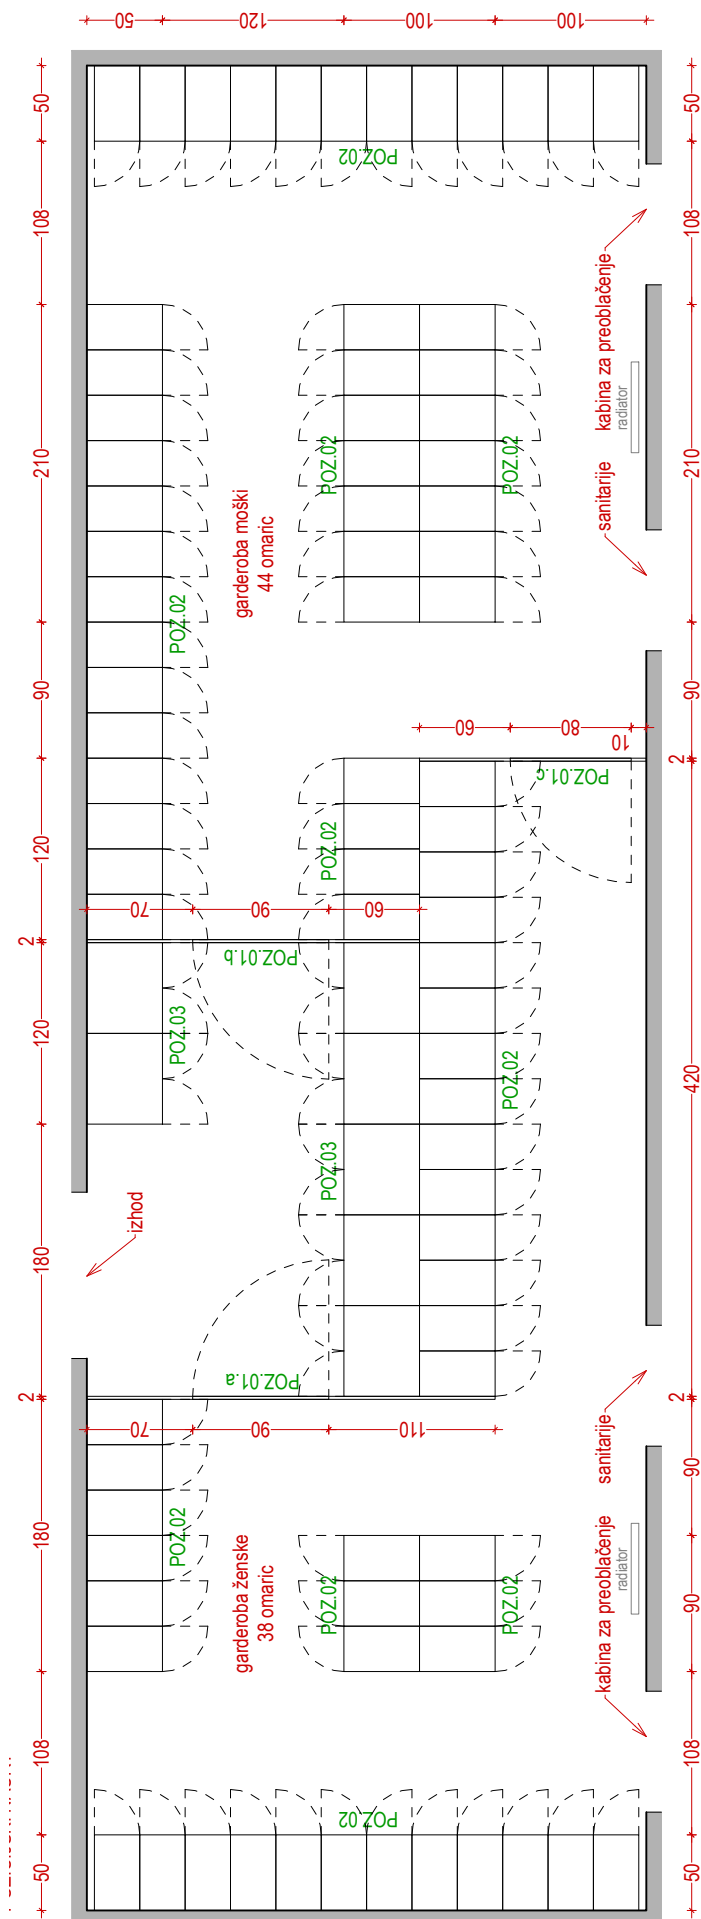 50
120
100
100
50
50
POZ.02
108
108
kabina za preoblačenje
radiator
210
210
POZ.02
POZ.02
sanitarije
garderoba moški
44 omaric
POZ.02
90
90
60
80
10
2
2
POZ.01.c
120
POZ.02
70
90
60
2
POZ.01.b
120
POZ.03
POZ.02
420
POZ.03
izhod
180
POZ.01.a
2
2
70
90
110
sanitarije
90
180
POZ.02
garderoba ženske
38 omaric
POZ.02
POZ.02
kabina za preoblačenje
radiator
90
108
108
POZ.02
50
50